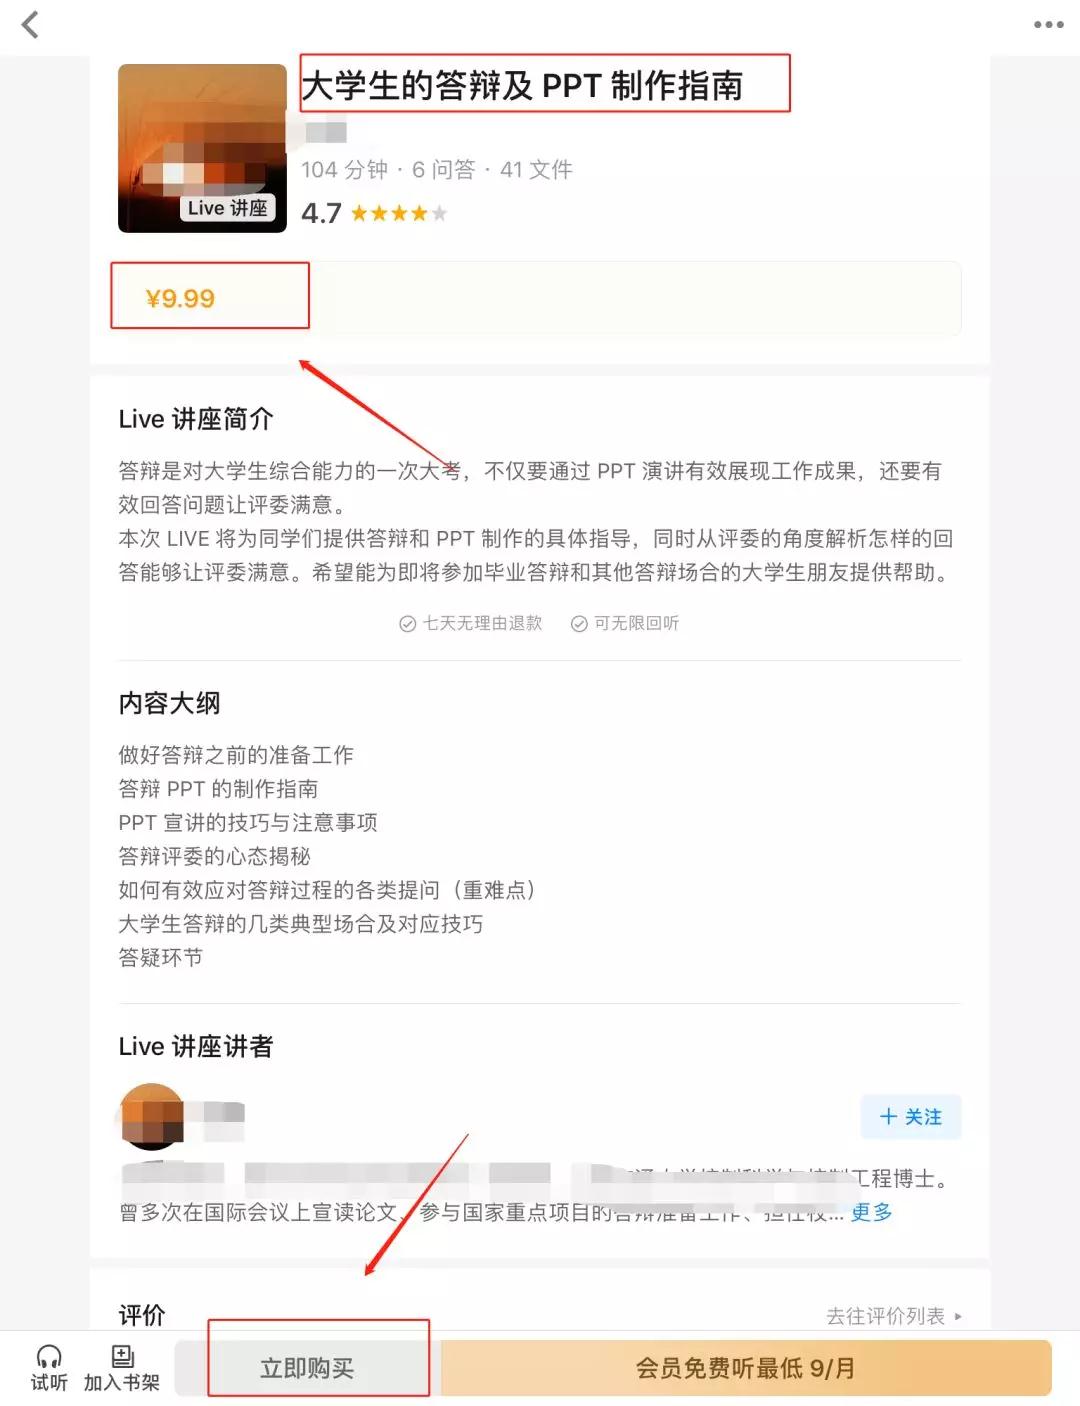 大学生的答辩及 PPT 制作指南
104 分钟 · 6 问答 · 41 文件
Live 讲座
4.7
¥9.99
Live 讲座简介
答辩是对大学生综合能力的一次大考，不仅要通过 PPT 演讲有效展现工作成果，还要有
效回答问题让评委满意。
本次 LIVE 将为同学们提供答辩和 PPT 制作的具体指导，同时从评委的角度解析怎样的回
答能够让评委满意。希望能为即将参加毕业答辩和其他答辩场合的大学生朋友提供帮助。
七天无理由退款 可无限回听
内容大纲
做好答辩之前的准备工作
答辩 PPT 的制作指南
PPT 宣讲的技巧与注意事项
答辩评委的心态揭秘
如何有效应对答辩过程的各类提问（重难点）
大学生答辩的几类典型场合及对应技巧
答疑环节
Live 讲座讲者
+ 关注
工程博士。
曾多次在国际会议上宣读论文、参与国家重点项目的答辩准备工作、担任校... 更多
评价
去往评价列表
试听 加入书架 立即购买 会员免费听最低 9/月